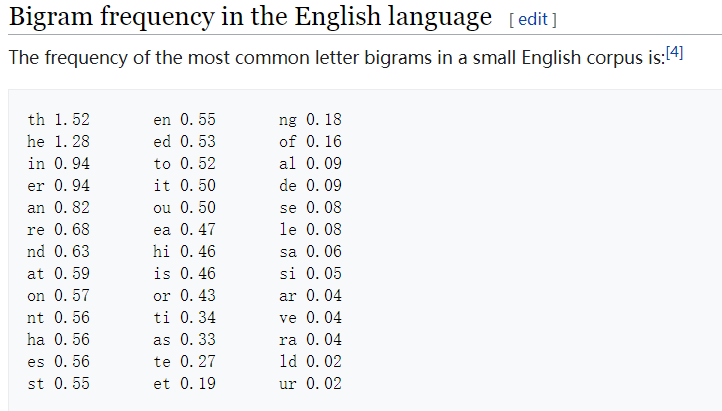 Bigram frequency in the English language [ edit ]
The frequency of the most common letter bigrams in a small English corpus is:[4]
th 1.52 en 0.55 ng 0.18
he 1.28 ed 0.53 of 0.16
in 0.94 to 0.52 al 0.09
er 0.94 it 0.50 de 0.09
an 0.82 ou 0.50 se 0.08
re 0.68 ea 0.47 le 0.08
nd 0.63 hi 0.46 sa 0.06
at 0.59 is 0.46 si 0.05
on 0.57 or 0.43 ar 0.04
nt 0.56 ti 0.34 ve 0.04
ha 0.56 as 0.33 ra 0.04
es 0.56 te 0.27 ld 0.02
st 0.55 et 0.19 ur 0.02